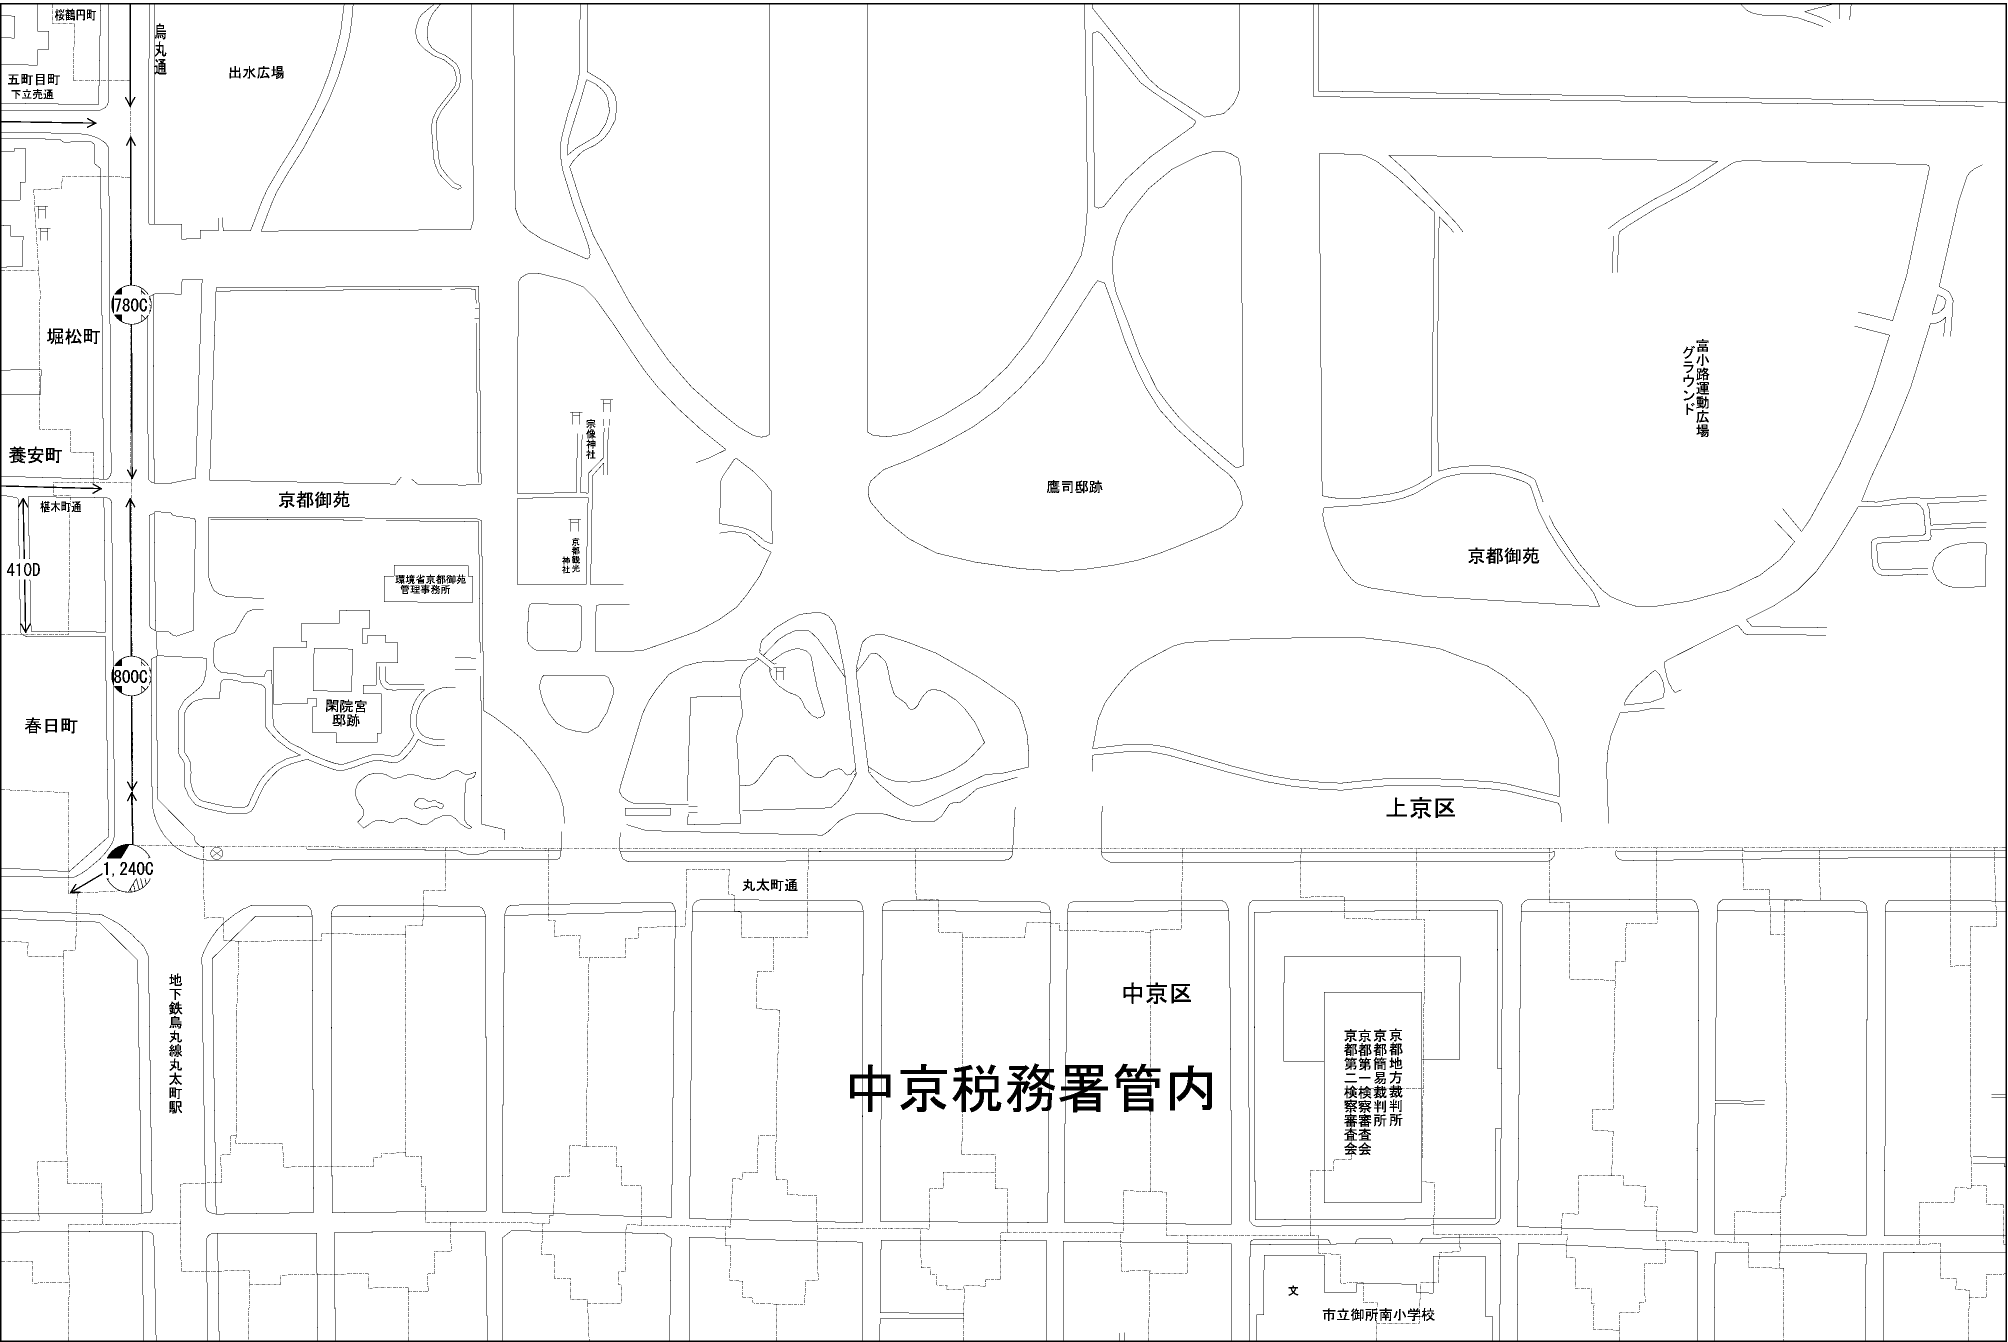 桜鶴円町
烏丸通
五町目町
下立売通
出水広場
780C
堀松町
富小路運動広場
グラウンド
宗像神社
養安町
椹木町通
京都御苑
鷹司邸跡
京都観光
神社
京都御苑
410D
環境省京都御苑
管理事務所
800C
閑院宮
邸跡
春日町
上京区
1,240C
丸太町通
地下鉄烏丸線丸太町駅
中京区
中京税務署管内
京都地方裁判所
京都簡易裁判所
京都第一検察審査会
京都第二検察審査会
文
市立御所南小学校